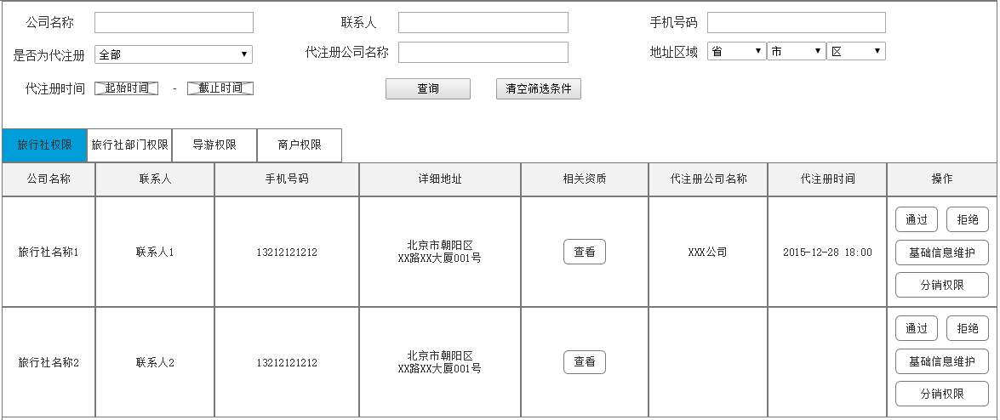 公司名称 联系人 手机号码
是否为代注册 全部 代注册公司名称 地址区域 省 市 区
代注册时间 起始时间 - 截止时间 查询 清空筛选条件
旅行社权限 旅行社部门权限 导游权限 商户权限
公司名称 联系人 手机号码 详细地址 相关资质 代注册公司名称 代注册时间 操作
旅行社名称1 联系人1 13212121212 北京市朝阳区
XX路XX大厦001号 查看 XXX公司 2015-12-28 18:00 通过 拒绝
基础信息维护
分销权限
旅行社名称2 联系人2 13212121212 北京市朝阳区
XX路XX大厦001号 查看 通过 拒绝
基础信息维护
分销权限